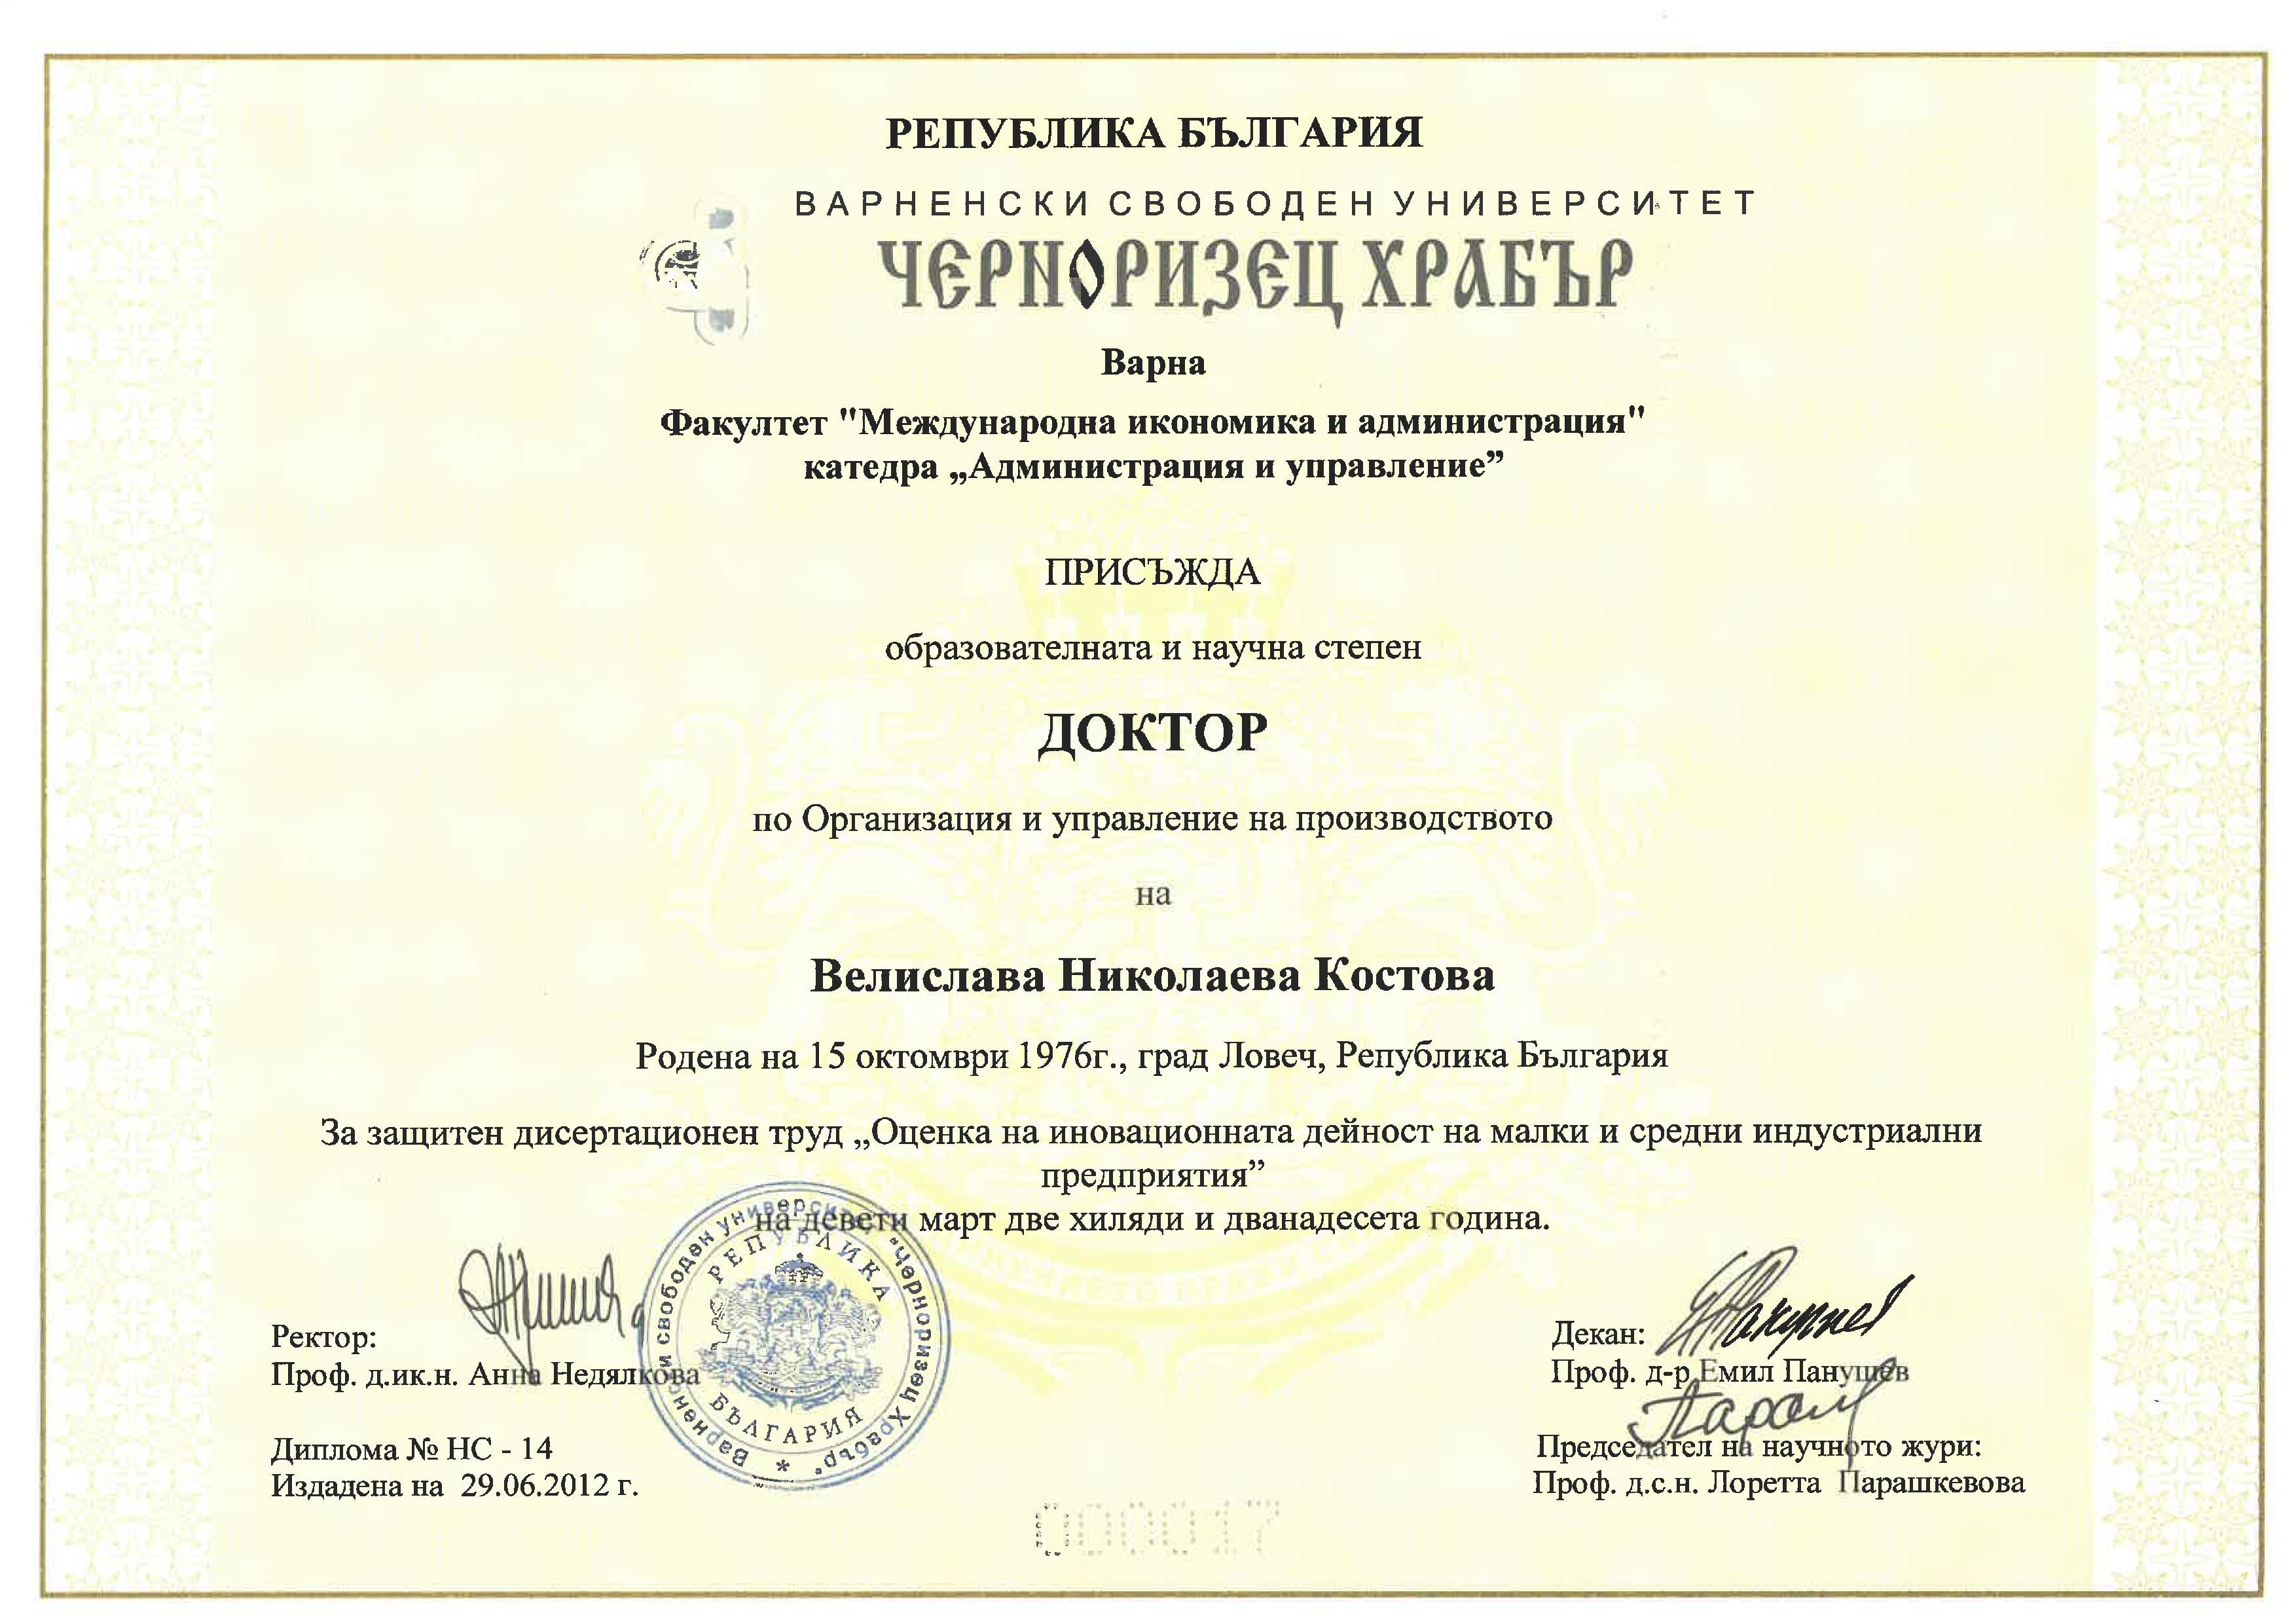 РЕПУБЛИКА БЪЛГАРИЯ
ВАРНЕНСКИ СВОБОДЕН УНИВЕРСИТЕТ
ЧЕРНОРИЗЕЦ ХРАБЪР
Варна
Факултет "Международна икономика и администрация"
катедра „Администрация и управление”
ПРИСЪЖДА
образователната и научна степен
ДОКТОР
по Организация и управление на производството
на
Велислава Николаева Костова
Родена на 15 октомври 1976г., град Ловеч, Република България
За защитен дисертационен труд „Оценка на иновационната дейност на малки и средни индустриални
предприятия”
на девети март две хиляди и дванадесета година.
Ректор:
Проф. д.ик.н. Анна Недялкова
Диплома № НС - 14
Издадена на 29.06.2012 г.
Варненски свободен университет "Черноризец Храбър" *
РЕПУБЛИКА
БЪЛГАРИЯ
Декан:
Проф. д-р Емил Панушев
Председател на научното жури:
Проф. д.с.н. Лоретта Парашкевова
000017